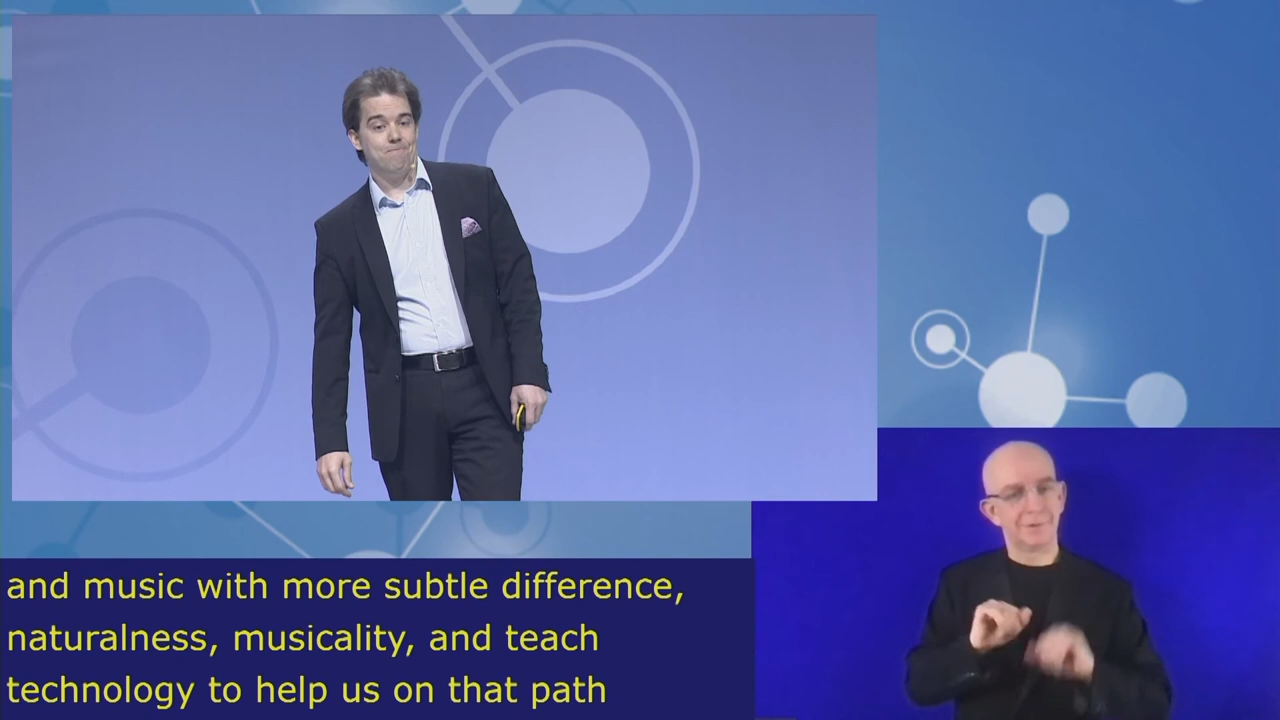 and music with more subtle difference,
naturalness, musicality, and teach
technology to help us on that path